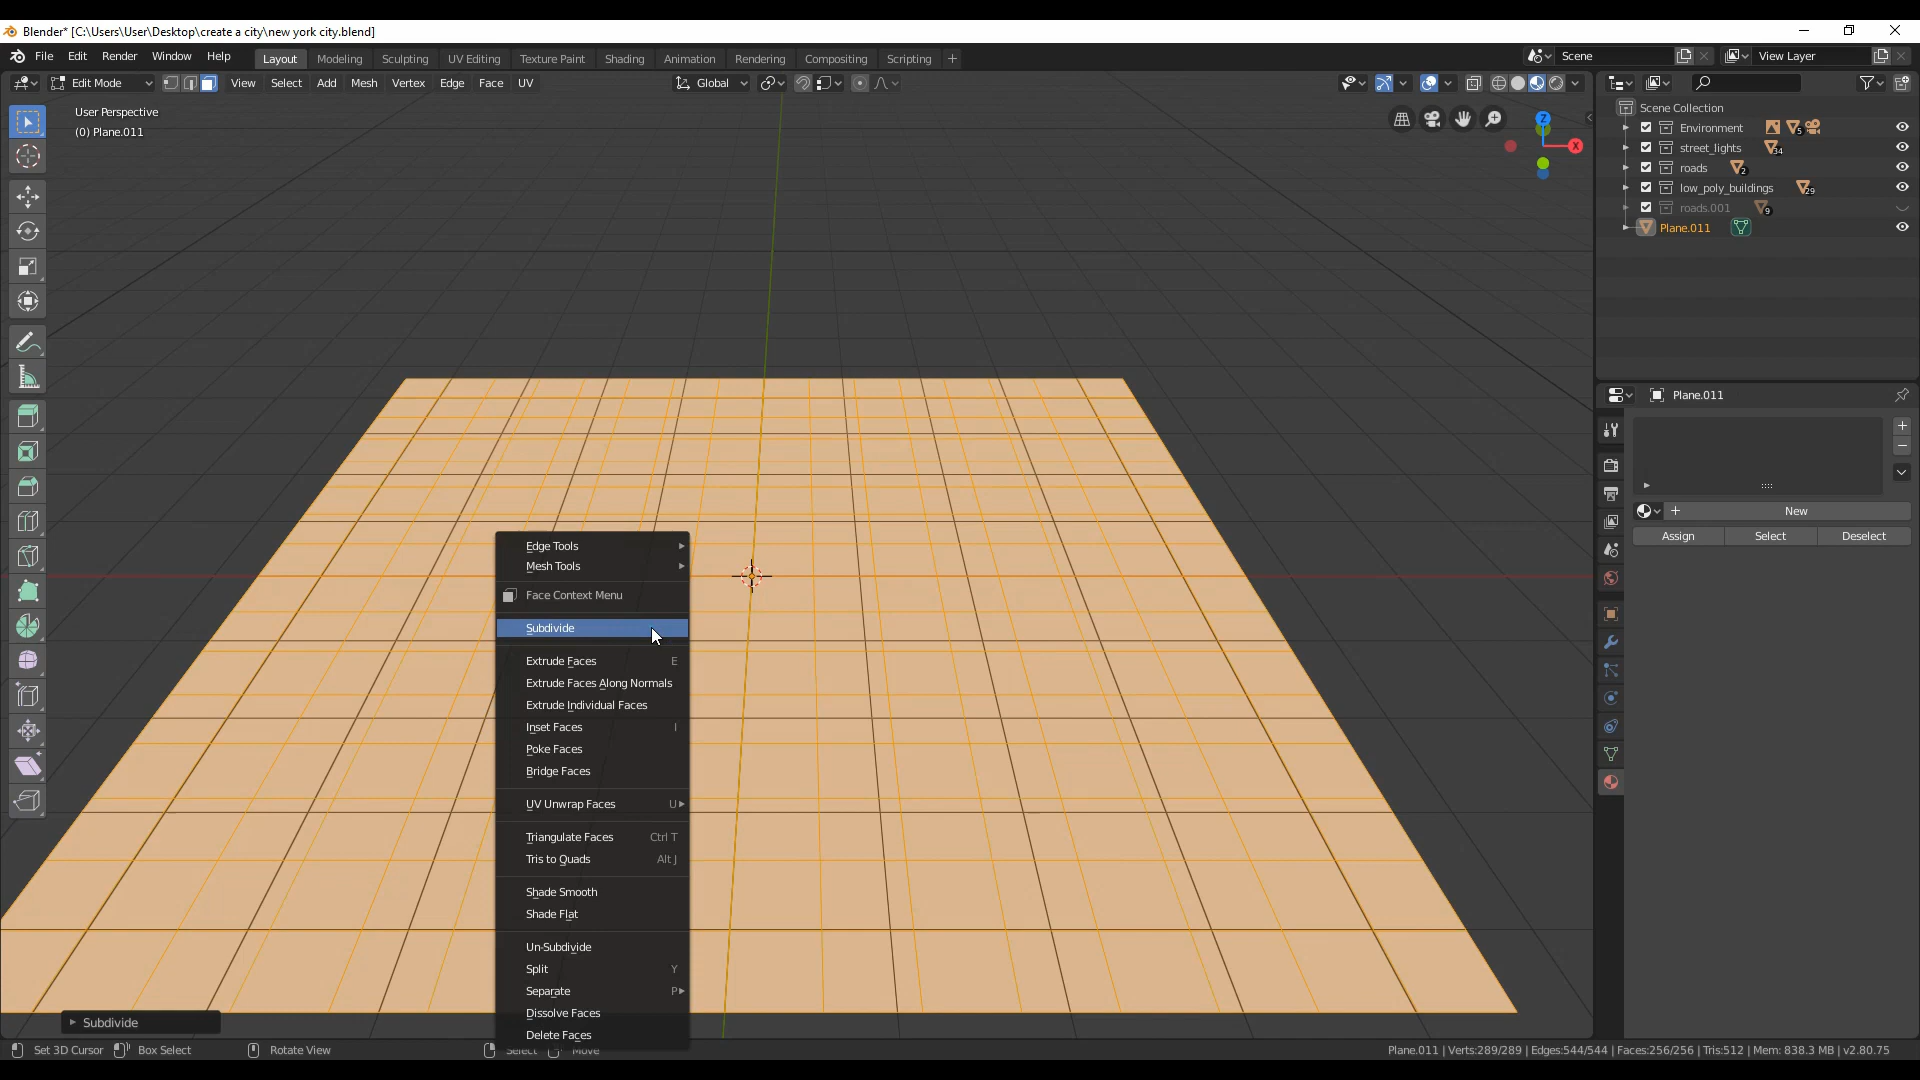 Blender* [C:\Users\User\Desktop\create a city\new york city.blend]
File Edit Render Window Help Layout Modeling Sculpting UV Editing Texture Paint Shading Animation Rendering Compositing Scripting + Scene View Layer
Edit Mode View Select Add Mesh Vertex Edge Face UV Global
User Perspective
(0) Plane.011
Z
X
Scene Collection
Environment 5
street_lights 34
roads 2
low_poly_buildings 29
roads.001 9
Plane.011
Plane.011
New
Assign Select Deselect
Edge Tools
Mesh Tools
Face Context Menu
Subdivide
Extrude Faces E
Extrude Faces Along Normals
Extrude Individual Faces
Inset Faces I
Poke Faces
Bridge Faces
UV Unwrap Faces U
Triangulate Faces Ctrl T
Tris to Quads Alt J
Shade Smooth
Shade Flat
Un-Subdivide
Split Y
Separate P
Dissolve Faces
Delete Faces
Subdivide
Set 3D Cursor Box Select Rotate View Select Move Plane.011 | Verts:289/289 | Edges:544/544 | Faces:256/256 | Tris:512 | Mem: 838.3 MB | v2.80.75